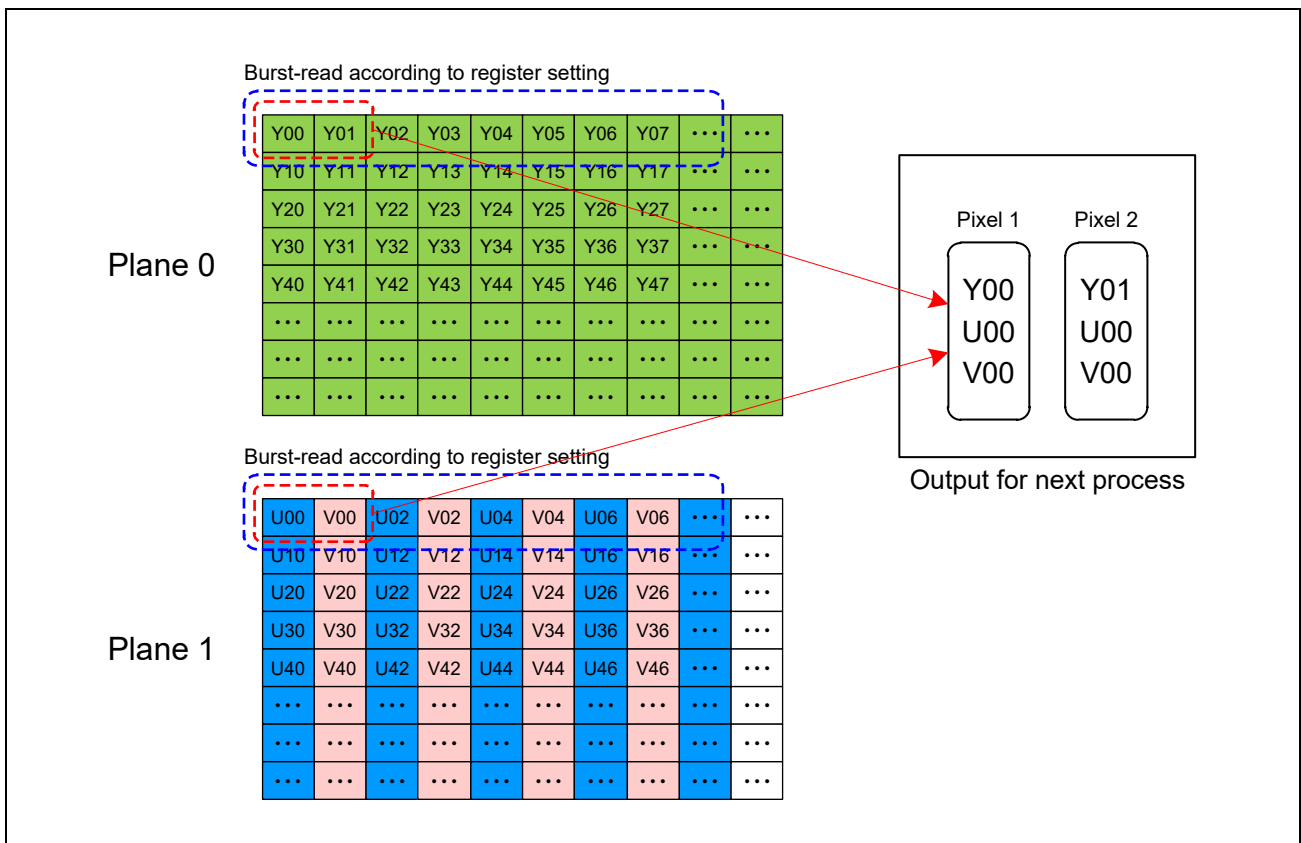 Burst-read according to register setting
Y00 Y01 Y02 Y03 Y04 Y05 Y06 Y07 ... ...
Y10 Y11 Y12 Y13 Y14 Y15 Y16 Y17 ... ...
Y20 Y21 Y22 Y23 Y24 Y25 Y26 Y27 ... ...
Y30 Y31 Y32 Y33 Y34 Y35 Y36 Y37 ... ...
Y40 Y41 Y42 Y43 Y44 Y45 Y46 Y47 ... ...
... ... ... ... ... ... ... ... ... ...
... ... ... ... ... ... ... ... ... ...
... ... ... ... ... ... ... ... ... ...
Plane 0
Burst-read according to register setting
U00 V00 U02 V02 U04 V04 U06 V06 ... ...
U10 V10 U12 V12 U14 V14 U16 V16 ... ...
U20 V20 U22 V22 U24 V24 U26 V26 ... ...
U30 V30 U32 V32 U34 V34 U36 V36 ... ...
U40 V40 U42 V42 U44 V44 U46 V46 ... ...
... ... ... ... ... ... ... ... ... ...
... ... ... ... ... ... ... ... ... ...
... ... ... ... ... ... ... ... ... ...
Plane 1
Pixel 1 Pixel 2
Y00 Y01
U00 U00
V00 V00
Output for next process